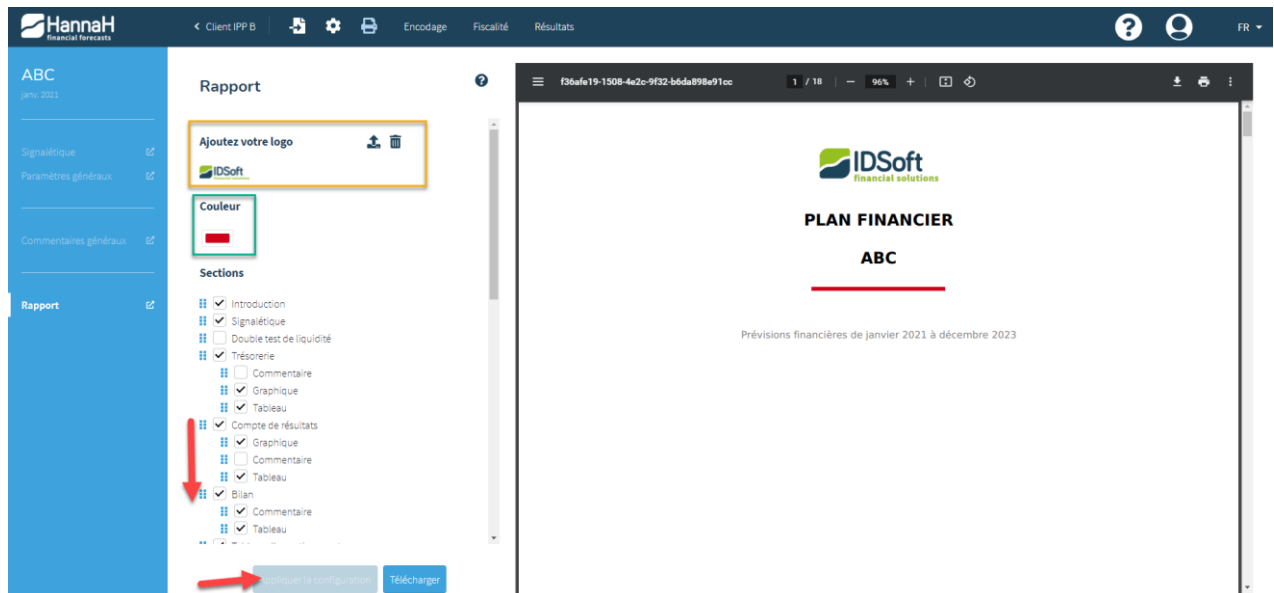 HannaH
financial forecasts
Client IPP B
Encodage
Fiscalité
Résultats
FR
ABC
janv. 2021
Signalétique
Paramètres généraux
Commentaires généraux
Rapport
Rapport
Ajoutez votre logo
IDSoft
Couleur
Sections
Introduction
Signalétique
Double test de liquidité
Trésorerie
Commentaire
Graphique
Tableau
Compte de résultats
Graphique
Commentaire
Tableau
Bilan
Commentaire
Tableau
la configuration
Télécharger
f36afe19-1508-4e2c-9f32-b6da898e91cc
1 / 18
96%
IDSoft
financial solutions
PLAN FINANCIER
ABC
Prévisions financières de janvier 2021 à décembre 2023